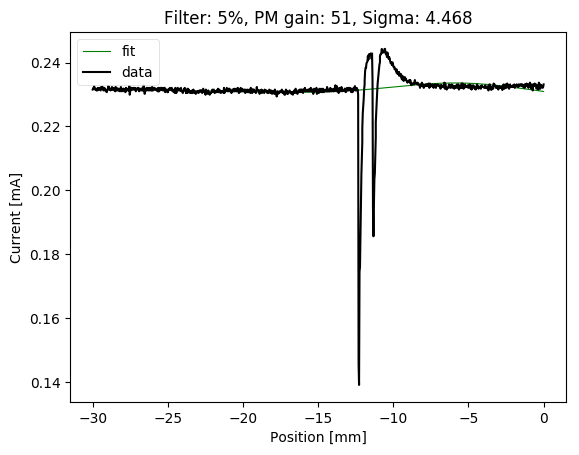 Filter: 5%, PM gain: 51, Sigma: 4.468
fit
data
0.24
0.22
0.20
0.18
0.16
0.14
Current [mA]
−30
−25
−20
−15
−10
−5
0
Position [mm]